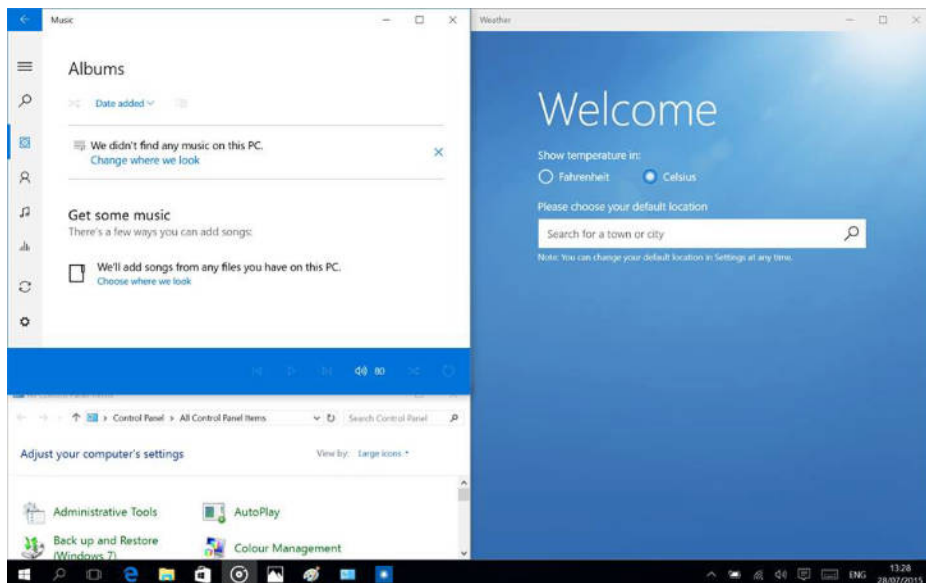 Music
Albums
Date added
We didn't find any music on this PC.
Change where we look
Get some music
There's a few ways you can add songs:
We'll add songs from any files you have on this PC.
Choose where we look
80
Control Panel > All Control Panel Items
Search Control Panel
Adjust your computer's settings
View by: Large icons
Administrative Tools
AutoPlay
Back up and Restore
(Windows 7)
Colour Management
Weather
Welcome
Show temperature in:
Fahrenheit
Celsius
Please choose your default location
Search for a town or city
Note: You can change your default location in Settings at any time.
ENG
13:28
28/07/2015